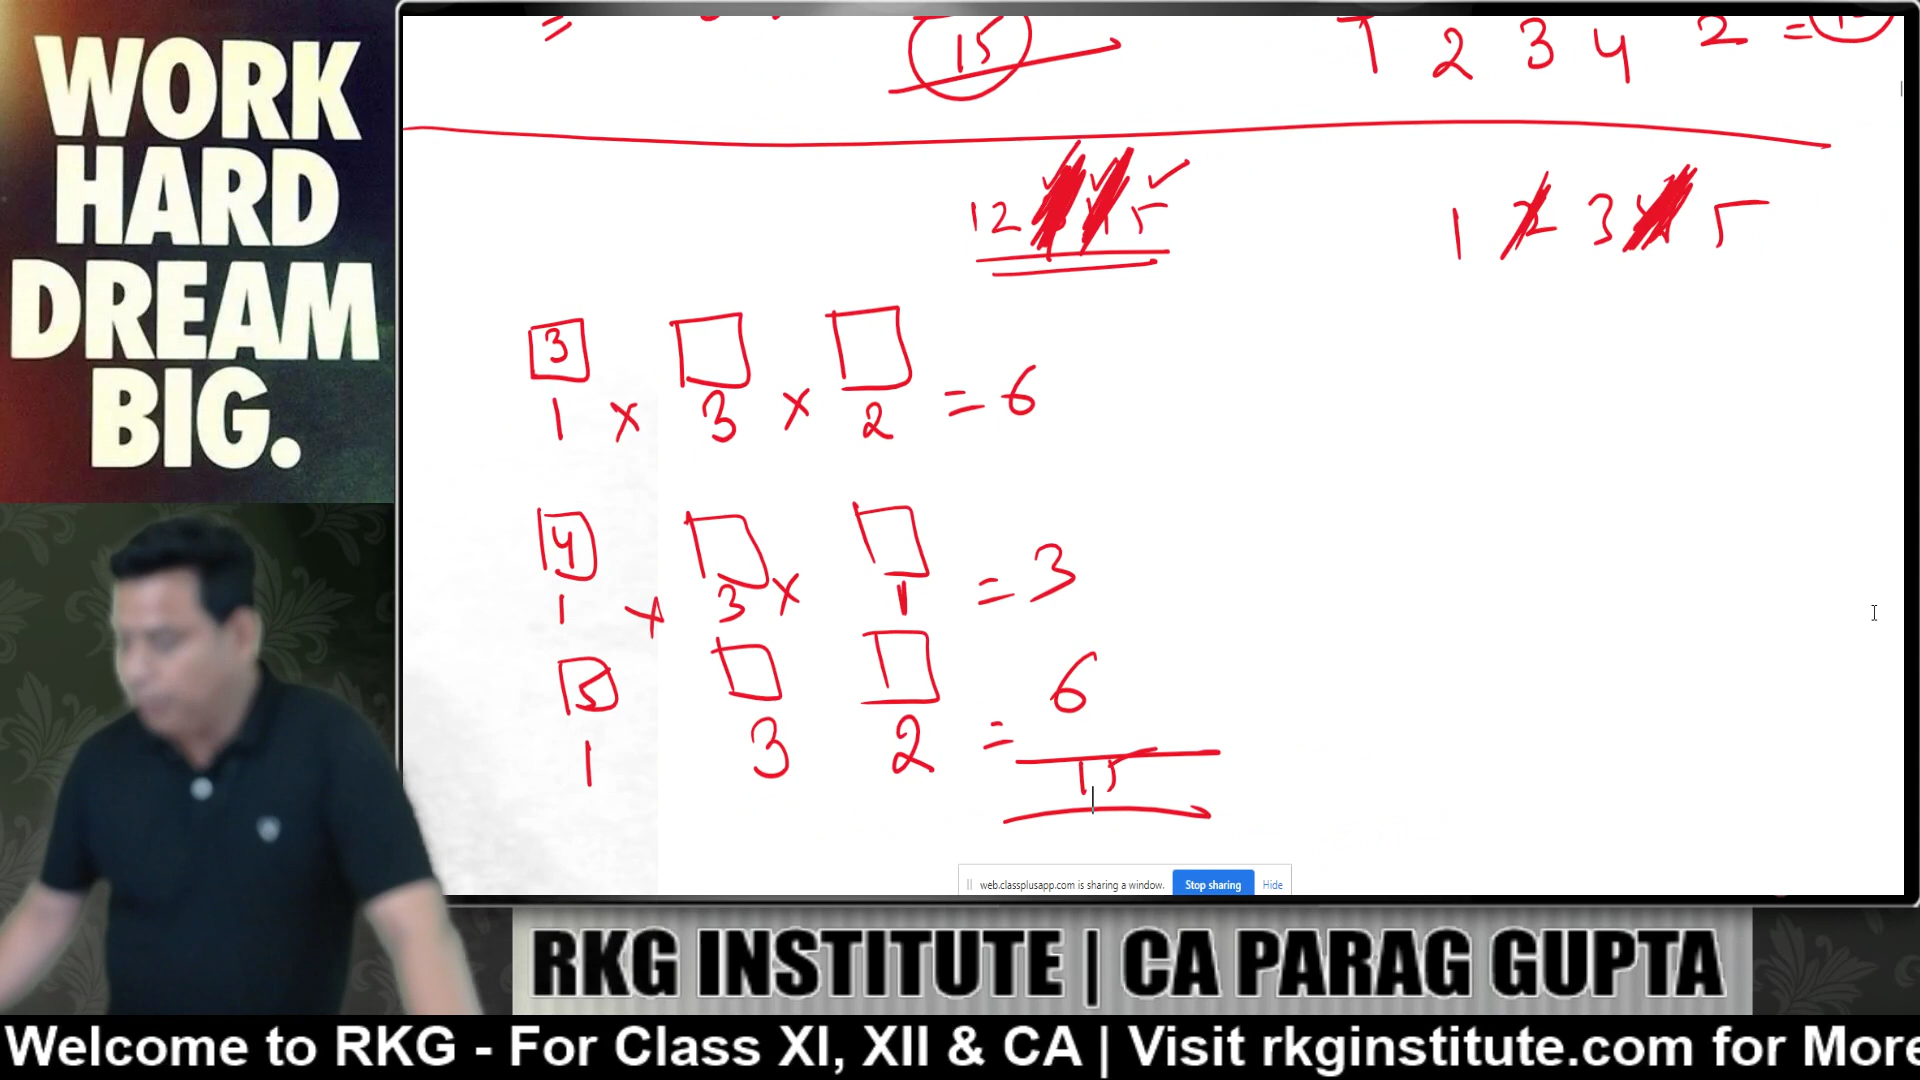 WORK
HARD
DREAM
BIG.
= 15
1 2 3 4 2 =
12 5
1 2 3 5
3
1 x 3 x 2 = 6
4
1 x 3 x 1 = 3
5
1 3 2 = 6
15
web.classplusapp.com is sharing a window. Stop sharing Hide
RKG INSTITUTE | CA PARAG GUPTA
Welcome to RKG - For Class XI, XII & CA | Visit rkginstitute.com for More